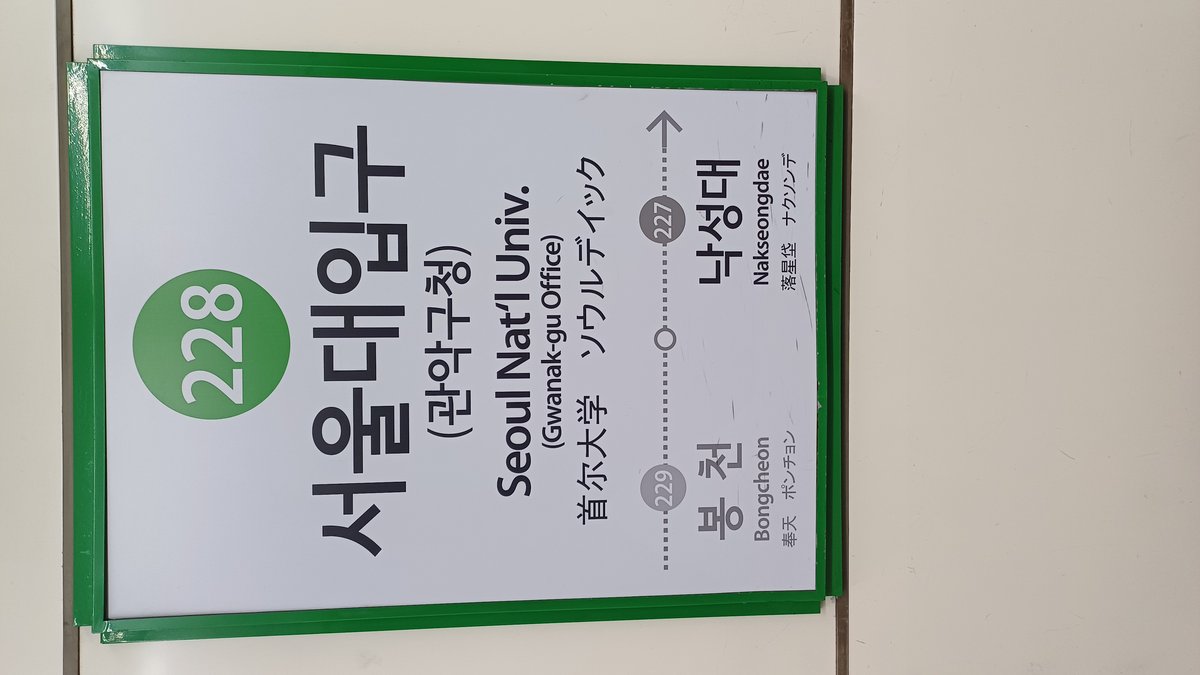 228
서울대입구
(관악구청)
Seoul Nat'l Univ.
(Gwanak-gu Office)
首尔大学 ソウルディック
229 227
봉천 낙성대
Bongcheon Nakseongdae
奉天 ポンチョン 落星垈 ナクソンデ